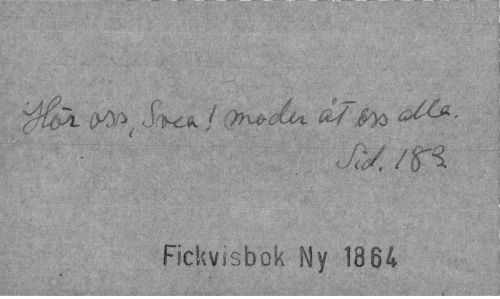 Hör oss, Svea! moder åt oss alla.
Sid. 183
Fickvisbok Ny 1864